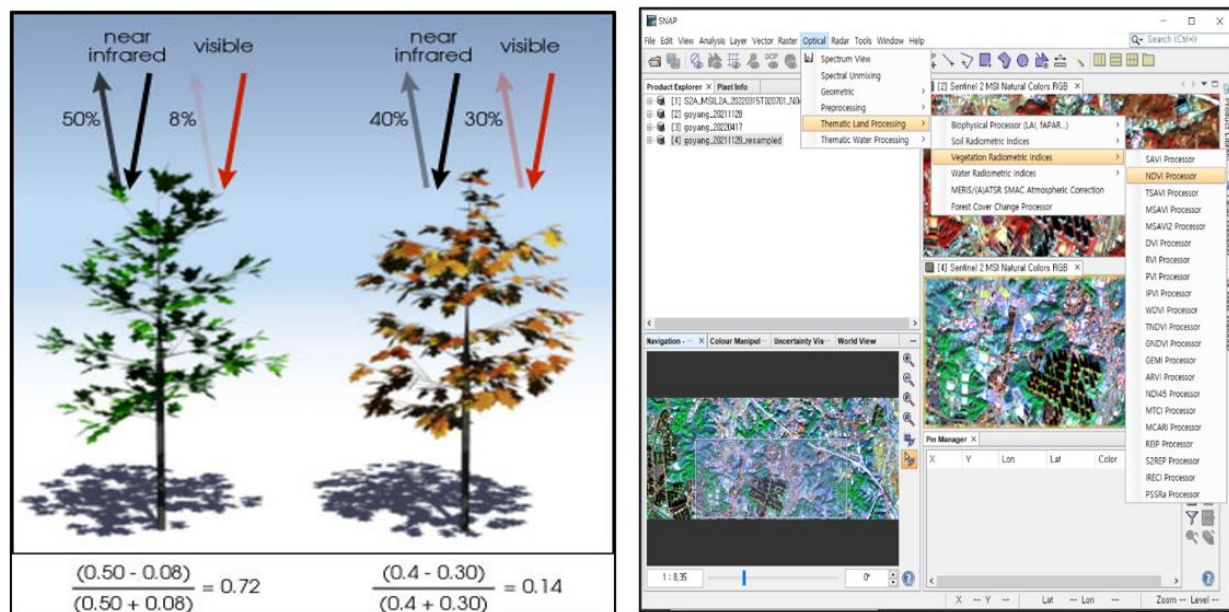 near infrared visible near infrared visible
50% 8% 40% 30%
(0.50 - 0.08)
(0.50 + 0.08)
= 0.72
(0.4 - 0.30)
(0.4 + 0.30)
= 0.14
SNAP
File Edit View Analysis Layer Vector Raster Optical Radar Tools Window Help
Search (Ctrl+I)
Product Explorer × Pixel Info
[1] S2A_MSIL2A_20220315T020701_N0
[2] goyang_20211128
[3] goyang_20220417
[4] goyang_20211128_resampled
Spectrum View
Spectral Unmixing
Geometric
Preprocessing
Thematic Land Processing
Thematic Water Processing
[2] Sentinel 2 MSI Natural Colors RGB ×
Biophysical Processor (LAI, fAPAR...)
Soil Radiometric Indices
Vegetation Radiometric Indices
Water Radiometric Indices
MERIS/(A)ATSR SMAC Atmospheric Correction
Forest Cover Change Processor
SAVI Processor
NDVI Processor
TSAVI Processor
MSAVI Processor
MSAVI2 Processor
DVI Processor
RVI Processor
PVI Processor
IPVI Processor
WDVI Processor
TNDVI Processor
GNDVI Processor
GEMI Processor
ARVI Processor
NDI45 Processor
MTCI Processor
MCARI Processor
REIP Processor
S2REP Processor
IRECI Processor
PSSRa Processor
[4] Sentinel 2 MSI Natural Colors RGB ×
Navigation - ··· × Colour Manipul··· Uncertainty Vis··· World View
1 : 8,35
0°
Pin Manager ×
X Y Lon Lat Color
X -- Y -- Lat -- Lon -- Zoom -- Level --